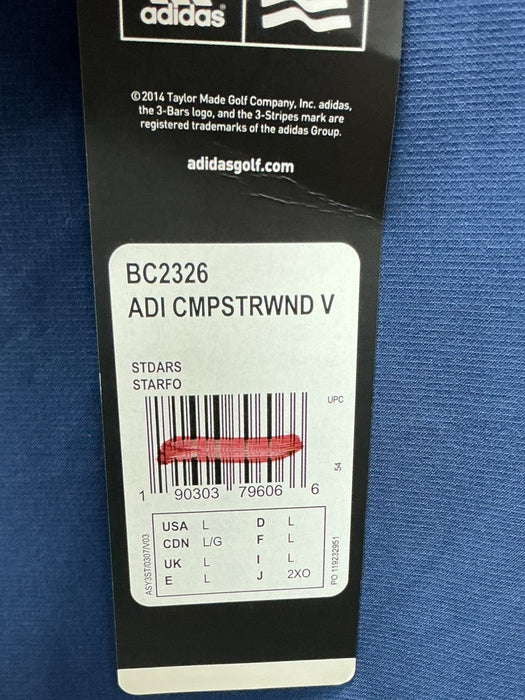 adidas®
©2014 Taylor Made Golf Company, Inc. adidas,
the 3-Bars logo, and the 3-Stripes mark are
registered trademarks of the adidas Group.
adidasgolf.com
BC2326
ADI CMPSTRWND V
STDARS
STARFO
UPC
54
1 90303 79606 6
USA L D L
CDN L/G F L
UK L I L
E L J 2XO
ASY3ST/0307/V03
PO 119232951